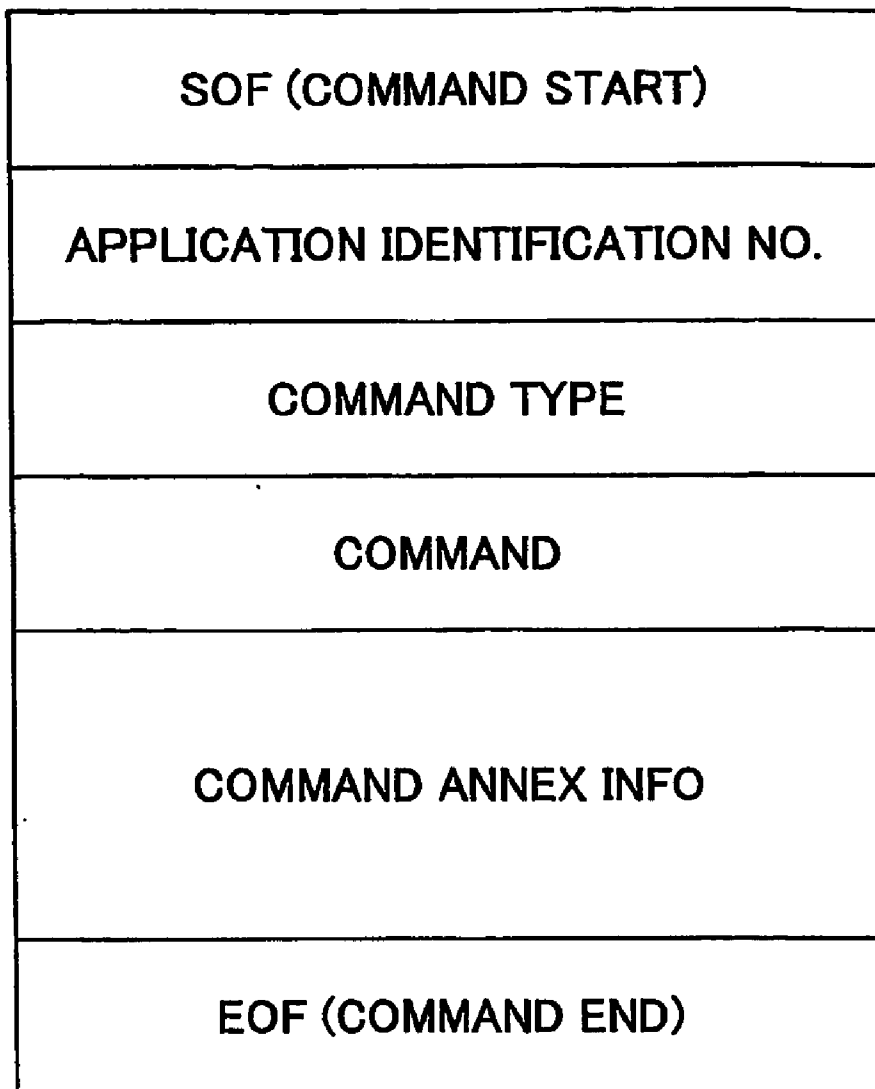 SOF (COMMAND START)
APPLICATION IDENTIFICATION NO.
COMMAND TYPE
COMMAND
COMMAND ANNEX INFO
EOF (COMMAND END)